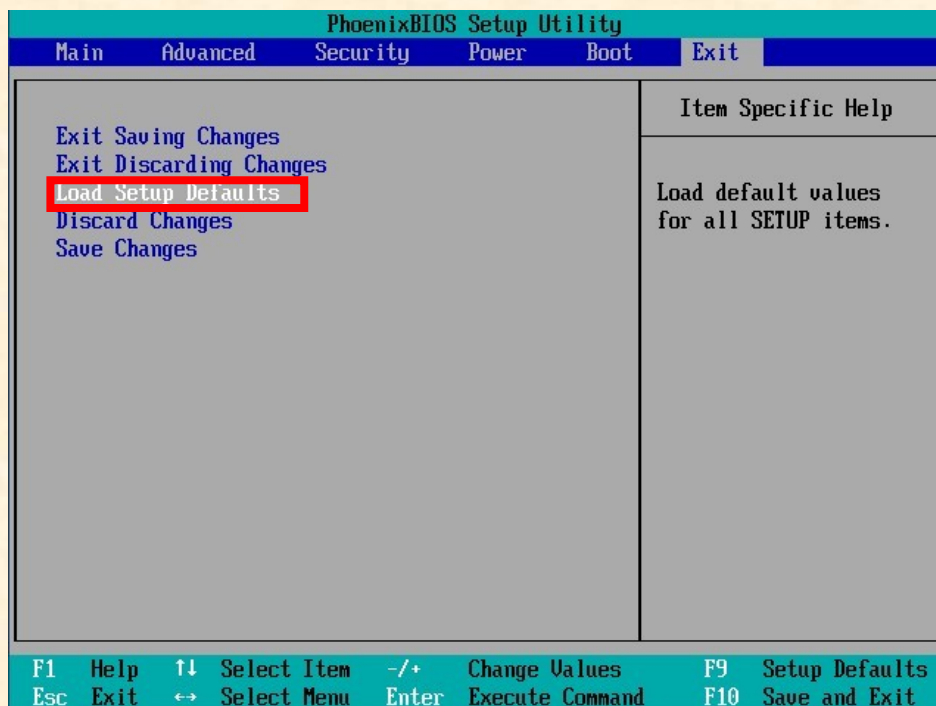 PhoenixBIOS Setup Utility
Main Advanced Security Power Boot Exit
Exit Saving Changes
Exit Discarding Changes
Load Setup Defaults
Discard Changes
Save Changes
Item Specific Help
Load default values
for all SETUP items.
F1 Help ↑↓ Select Item -/+ Change Values F9 Setup Defaults
Esc Exit ↔ Select Menu Enter Execute Command F10 Save and Exit